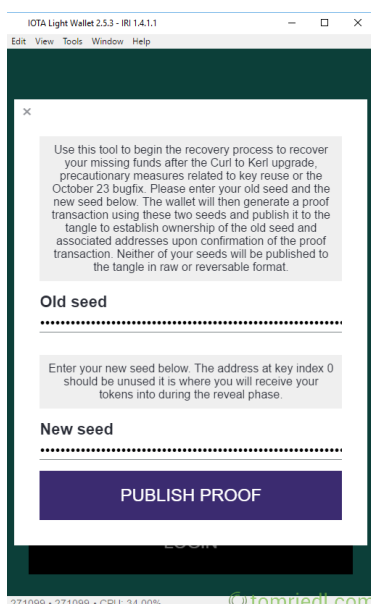 IOTA Light Wallet 2.5.3 - IRI 1.4.1.1
Edit View Tools Window Help
Use this tool to begin the recovery process to recover
your missing funds after the Curl to Kerl upgrade,
precautionary measures related to key reuse or the
October 23 bugfix. Please enter your old seed and the
new seed below. The wallet will then generate a proof
transaction using these two seeds and publish it to the
tangle to establish ownership of the old seed and
associated addresses upon confirmation of the proof
transaction. Neither of your seeds will be published to
the tangle in raw or reversable format.
Old seed
Enter your new seed below. The address at key index 0
should be unused it is where you will receive your
tokens into during the reveal phase.
New seed
PUBLISH PROOF
LOGIN
271099 • 271099 • CPU: 34.00%
©tomriedl.com